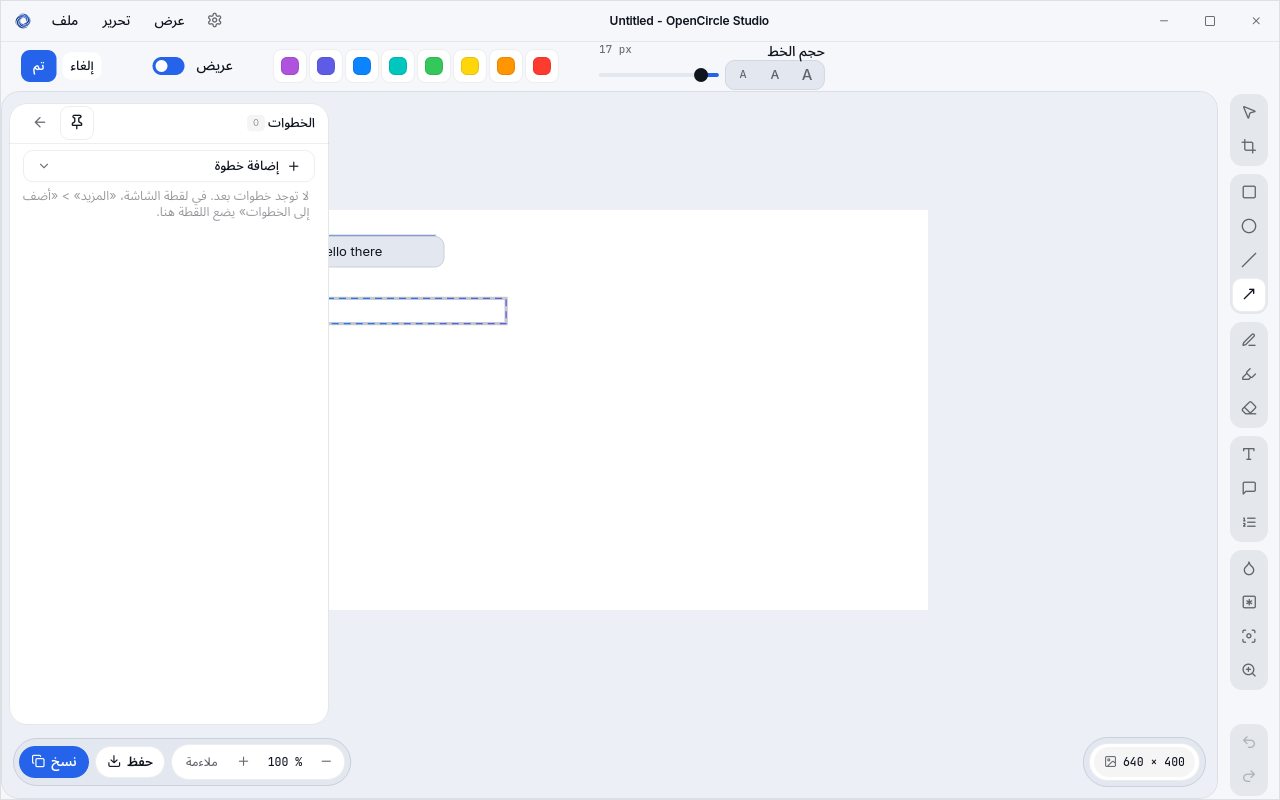 ملف
تحرير
عرض
Untitled - OpenCircle Studio
تم
إلغاء
عريض
17 px
حجم الخط
A A A
الخطوات 0
إضافة خطوة
لا توجد خطوات بعد. في لقطة الشاشة، «المزيد» > «أضف
إلى الخطوات» يضع اللقطة هنا.
ello there
نسخ
حفظ
ملاءمة
100 %
640 × 400